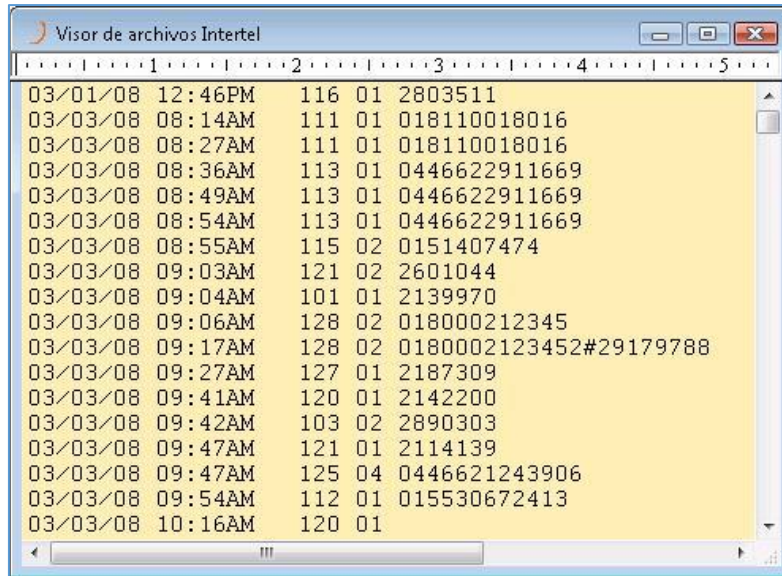 Visor de archivos Intertel
1 2 3 4 5
03/01/08 12:46PM 116 01 2803511
03/03/08 08:14AM 111 01 018110018016
03/03/08 08:27AM 111 01 018110018016
03/03/08 08:36AM 113 01 0446622911669
03/03/08 08:49AM 113 01 0446622911669
03/03/08 08:54AM 113 01 0446622911669
03/03/08 08:55AM 115 02 0151407474
03/03/08 09:03AM 121 02 2601044
03/03/08 09:04AM 101 01 2139970
03/03/08 09:06AM 128 02 018000212345
03/03/08 09:17AM 128 02 0180002123452#29179788
03/03/08 09:27AM 127 01 2187309
03/03/08 09:41AM 120 01 2142200
03/03/08 09:42AM 103 02 2890303
03/03/08 09:47AM 121 01 2114139
03/03/08 09:47AM 125 04 0446621243906
03/03/08 09:54AM 112 01 015530672413
03/03/08 10:16AM 120 01